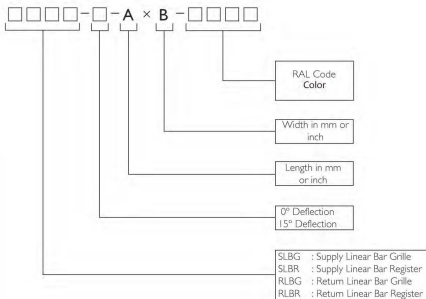 □□□□ - □ - A × B - □□□□
RAL Code
Color
Width in mm or
inch
Length in mm
or inch
0° Deflection
15° Deflection
SLBG : Supply Linear Bar Grille
SLBR : Supply Linear Bar Register
RLBG : Return Linear Bar Grille
RLBR : Return Linear Bar Register